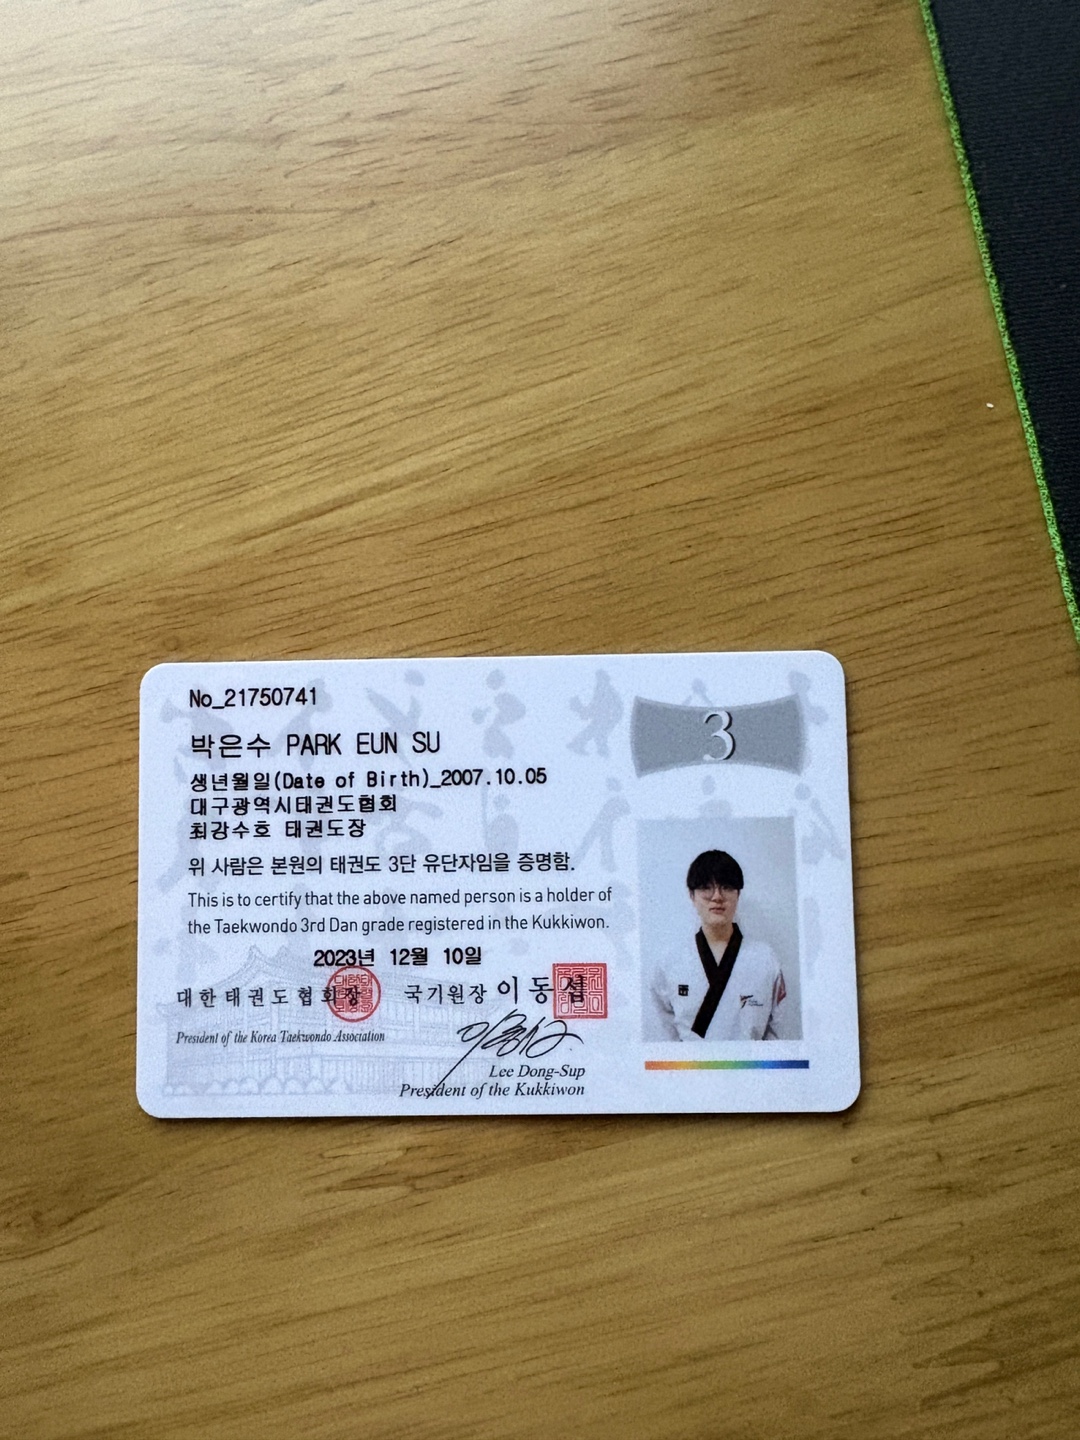 No_21750741
3
박은수 PARK EUN SU
생년월일(Date of Birth)_2007.10.05
대구광역시태권도협회
최강수호 태권도장
위 사람은 본원의 태권도 3단 유단자임을 증명함.
This is to certify that the above named person is a holder of
the Taekwondo 3rd Dan grade registered in the Kukkiwon.
2023년 12월 10일
대한태권도협회장 국기원장 이동섭
President of the Korea Taekwondo Association
Lee Dong-Sup
President of the Kukkiwon